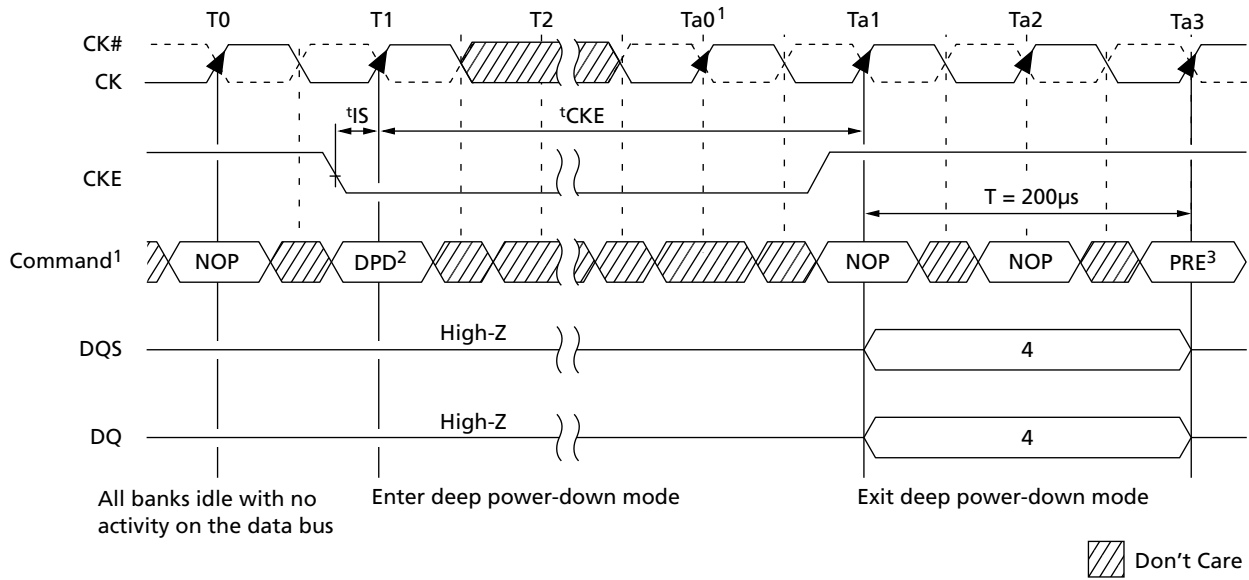 T0 T1 T2 Ta0¹ Ta1 Ta2 Ta3
CK#
CK
ᵗIS ᵗCKE
CKE
T = 200µs
Command¹ NOP DPD² NOP NOP PRE³
DQS High-Z 4
DQ High-Z 4
All banks idle with no
activity on the data bus
Enter deep power-down mode
Exit deep power-down mode
Don't Care